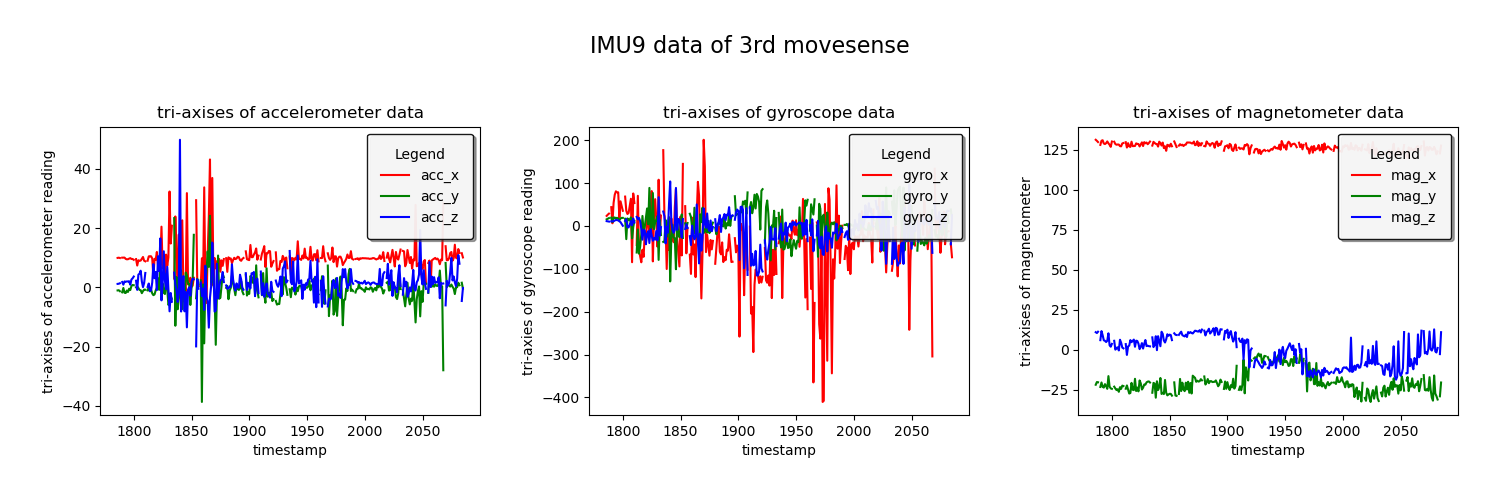 IMU9 data of 3rd movesense
tri-axises of accelerometer data
tri-axises of accelerometer reading
40
20
0
−20
−40
1800
1850
1900
1950
2000
2050
timestamp
Legend
acc_x
acc_y
acc_z
tri-axises of gyroscope data
tri-axies of gyroscope reading
200
100
0
−100
−200
−300
−400
1800
1850
1900
1950
2000
2050
timestamp
Legend
gyro_x
gyro_y
gyro_z
tri-axises of magnetometer data
tri-axises of magnetometer
125
100
75
50
25
0
−25
1800
1850
1900
1950
2000
2050
timestamp
Legend
mag_x
mag_y
mag_z